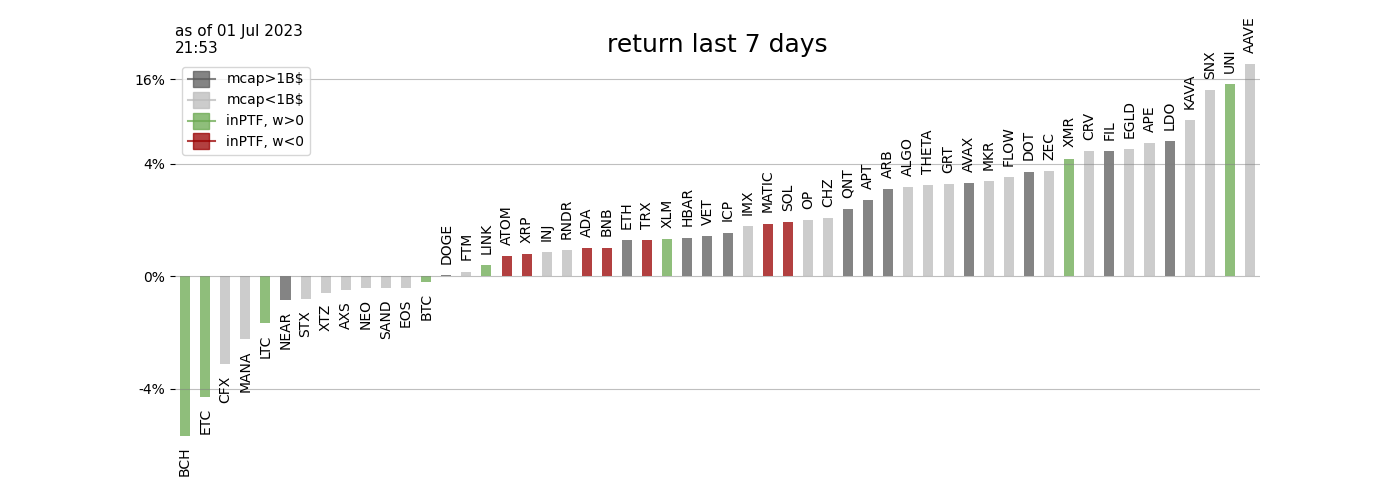 as of 01 Jul 2023
21:53
return last 7 days
mcap>1B$
mcap<1B$
inPTF, w>0
inPTF, w<0
16%
4%
0%
-4%
BCH
ETC
CFX
MANA
LTC
NEAR
STX
XTZ
AXS
NEO
SAND
EOS
BTC
DOGE
FTM
LINK
ATOM
XRP
INJ
RNDR
ADA
BNB
ETH
TRX
XLM
HBAR
VET
ICP
IMX
MATIC
SOL
OP
CHZ
QNT
APT
ARB
ALGO
THETA
GRT
AVAX
MKR
FLOW
DOT
ZEC
XMR
CRV
FIL
EGLD
APE
LDO
KAVA
SNX
UNI
AAVE